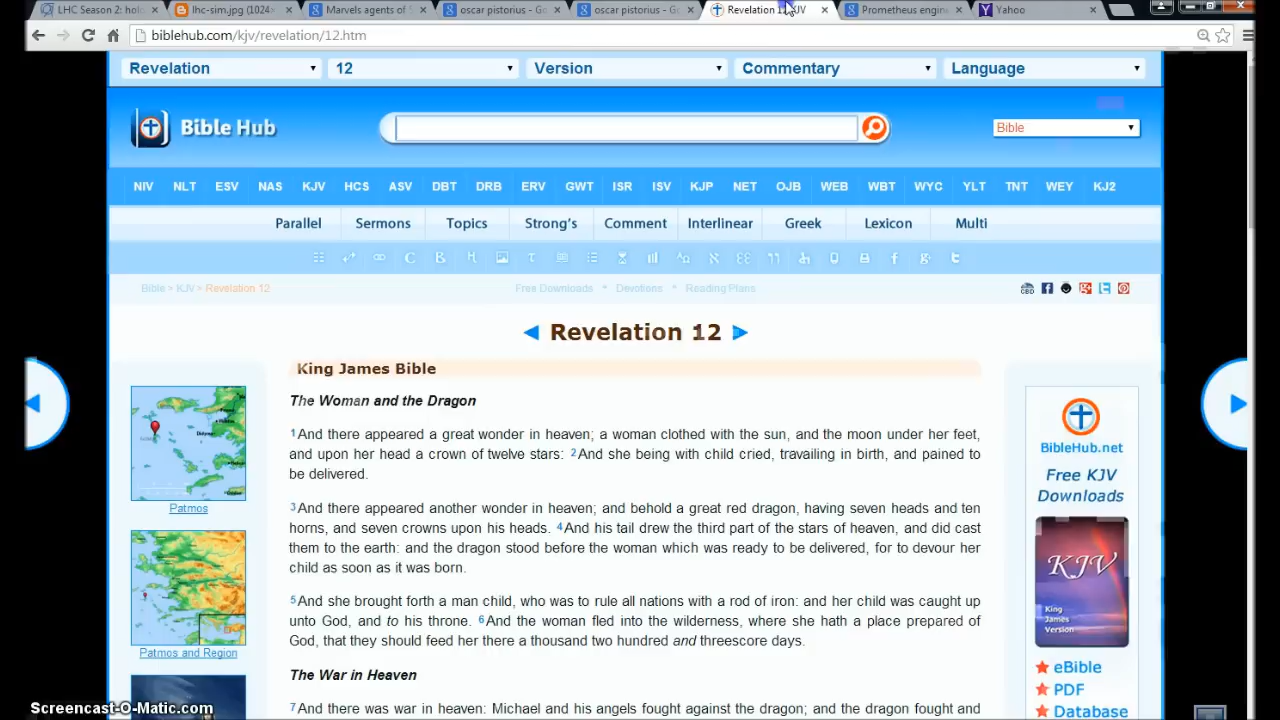 LHC Season 2: hol
lhc-sim.jpg (1024×
Marvels agents of S
oscar pistorius - Go
oscar pistorius - Go
Prometheus engin
Yahoo
biblehub.com/kjv/revelation/12.htm
Revelation 12 Version Commentary Language
Bible Hub
Bible
NIV NLT ESV NAS KJV HCS ASV DBT DRB ERV GWT ISR ISV KJP NET OJB WEB WBT WYC YLT TNT WEY KJ2
Parallel Sermons Topics Strong's Comment Interlinear Greek Lexicon Multi
Bible > KJV > Revelation 12
Free Downloads • Devotions • Reading Plans
Revelation 12
King James Bible
The Woman and the Dragon
1And there appeared a great wonder in heaven; a woman clothed with the sun, and the moon under her feet,
and upon her head a crown of twelve stars: 2And she being with child cried, travailing in birth, and pained to
be delivered.
3And there appeared another wonder in heaven; and behold a great red dragon, having seven heads and ten
horns, and seven crowns upon his heads. 4And his tail drew the third part of the stars of heaven, and did cast
them to the earth: and the dragon stood before the woman which was ready to be delivered, for to devour her
child as soon as it was born.
5And she brought forth a man child, who was to rule all nations with a rod of iron: and her child was caught up
unto God, and to his throne. 6And the woman fled into the wilderness, where she hath a place prepared of
God, that they should feed her there a thousand two hundred and threescore days.
The War in Heaven
7And there was war in heaven: Michael and his angels fought against the dragon; and the dragon fought and
Patmos
Patmos and Region
BibleHub.net
Free KJV
Downloads
KJV
King
James
Version
eBible
PDF
Database
Screencast-O-Matic.com